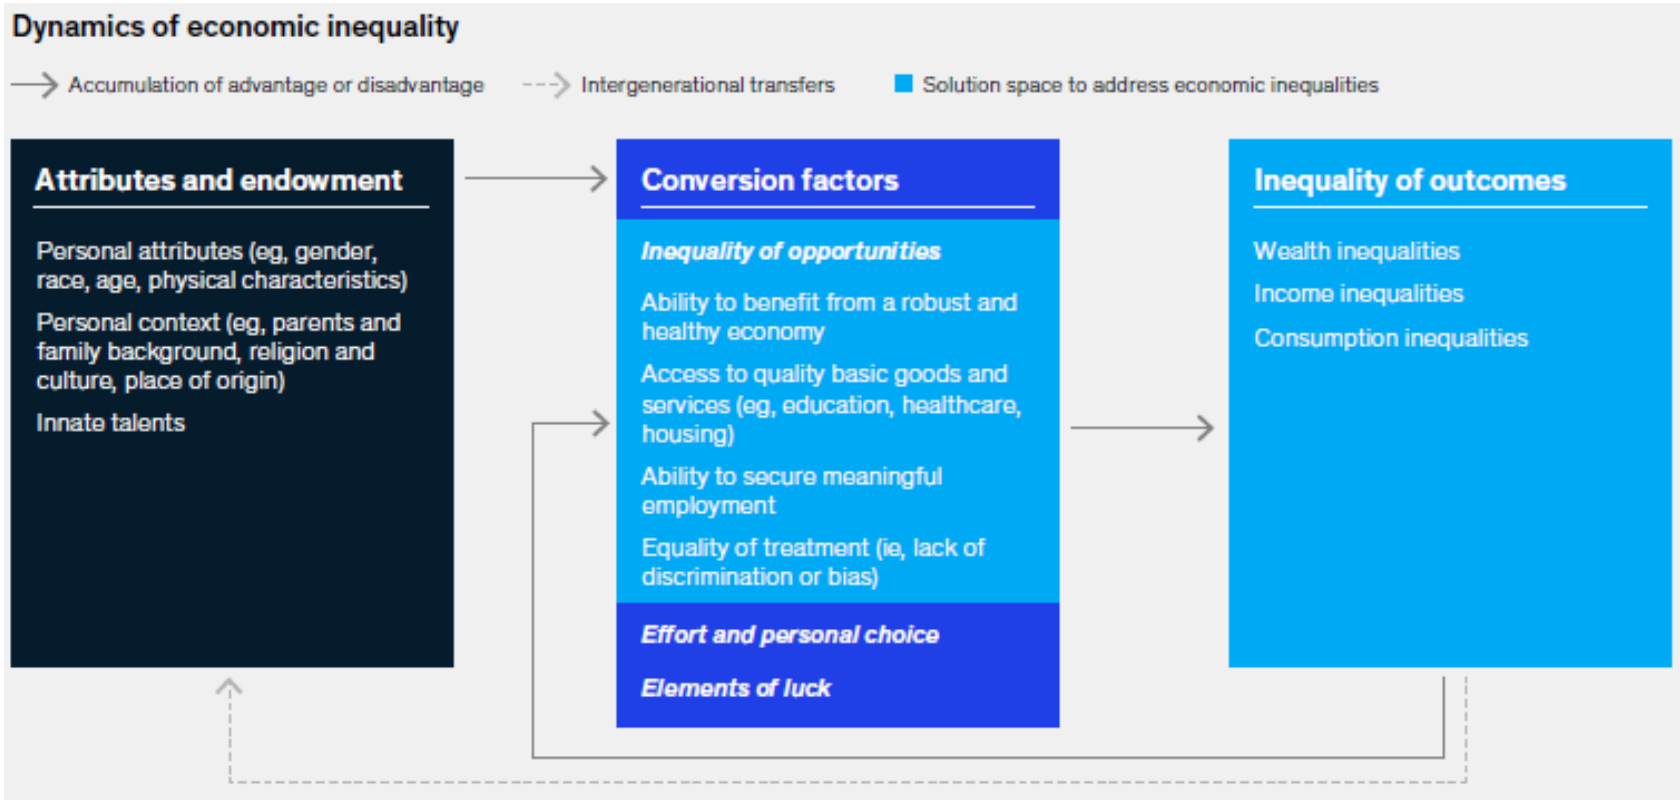 Dynamics of economic inequality
Accumulation of advantage or disadvantage
Intergenerational transfers
Solution space to address economic inequalities
Attributes and endowment
Personal attributes (eg, gender,
race, age, physical characteristics)
Personal context (eg, parents and
family background, religion and
culture, place of origin)
Innate talents
Conversion factors
Inequality of opportunities
Ability to benefit from a robust and
healthy economy
Access to quality basic goods and
services (eg, education, healthcare,
housing)
Ability to secure meaningful
employment
Equality of treatment (ie, lack of
discrimination or bias)
Effort and personal choice
Elements of luck
Inequality of outcomes
Wealth inequalities
Income inequalities
Consumption inequalities